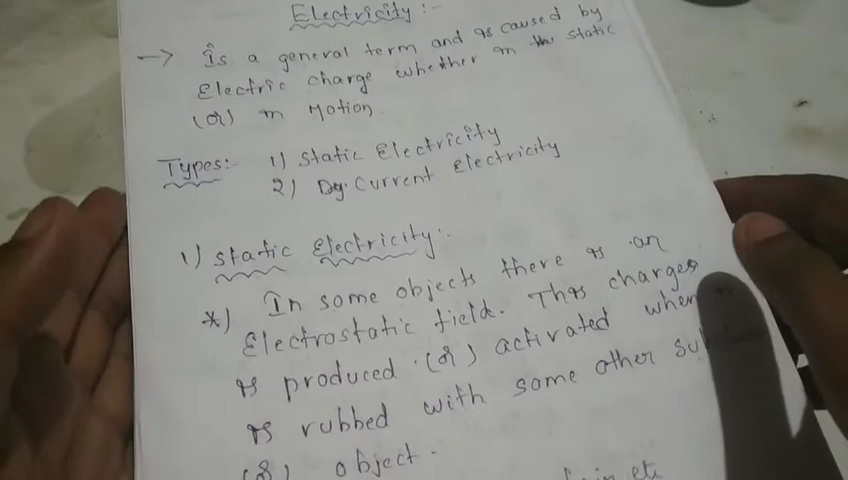 Electricity :-
→ Is a general term and is caused by
Electric charge whether in the static
(or) in Motion.
Types:- 1) Static Electricity
2) Dy. Current Electricity
1) Static Electricity:-
*) In some objects there is an
Electrostatic field. This charges
is produced (or) activated when
is rubbed with some other
(or) object.
etc